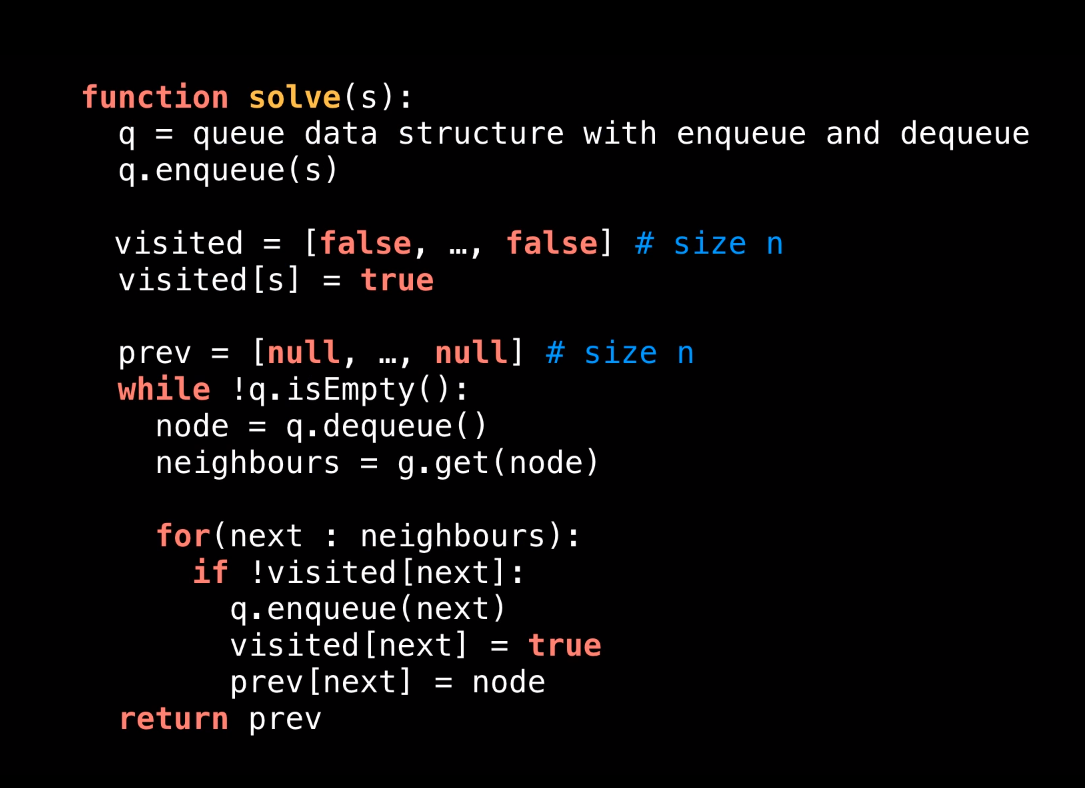 function solve(s):
  q = queue data structure with enqueue and dequeue
  q.enqueue(s)

  visited = [false, …, false] # size n
  visited[s] = true

  prev = [null, …, null] # size n
  while !q.isEmpty():
    node = q.dequeue()
    neighbours = g.get(node)

    for(next : neighbours):
      if !visited[next]:
        q.enqueue(next)
        visited[next] = true
        prev[next] = node
  return prev